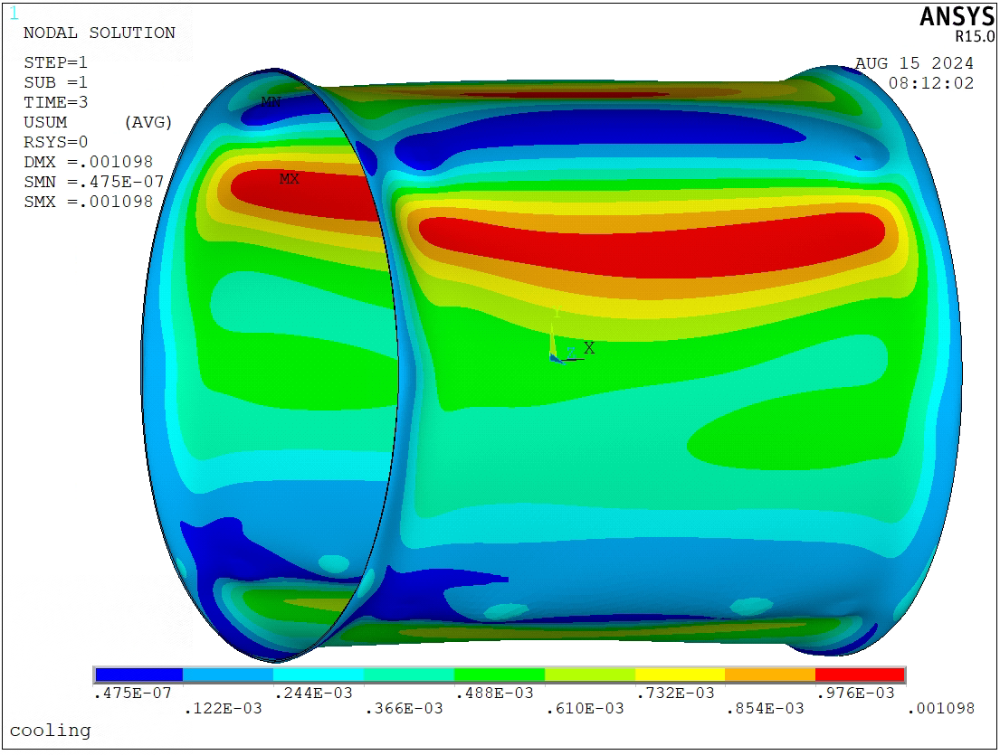 1
ANSYS
R15.0
NODAL SOLUTION
STEP=1
SUB =1
TIME=3
USUM (AVG)
RSYS=0
DMX =.001098
SMN =.475E-07
SMX =.001098
AUG 15 2024
08:12:02
MN
MX
Y
Z X
.475E-07 .244E-03 .488E-03 .732E-03 .976E-03
.122E-03 .366E-03 .610E-03 .854E-03 .001098
cooling